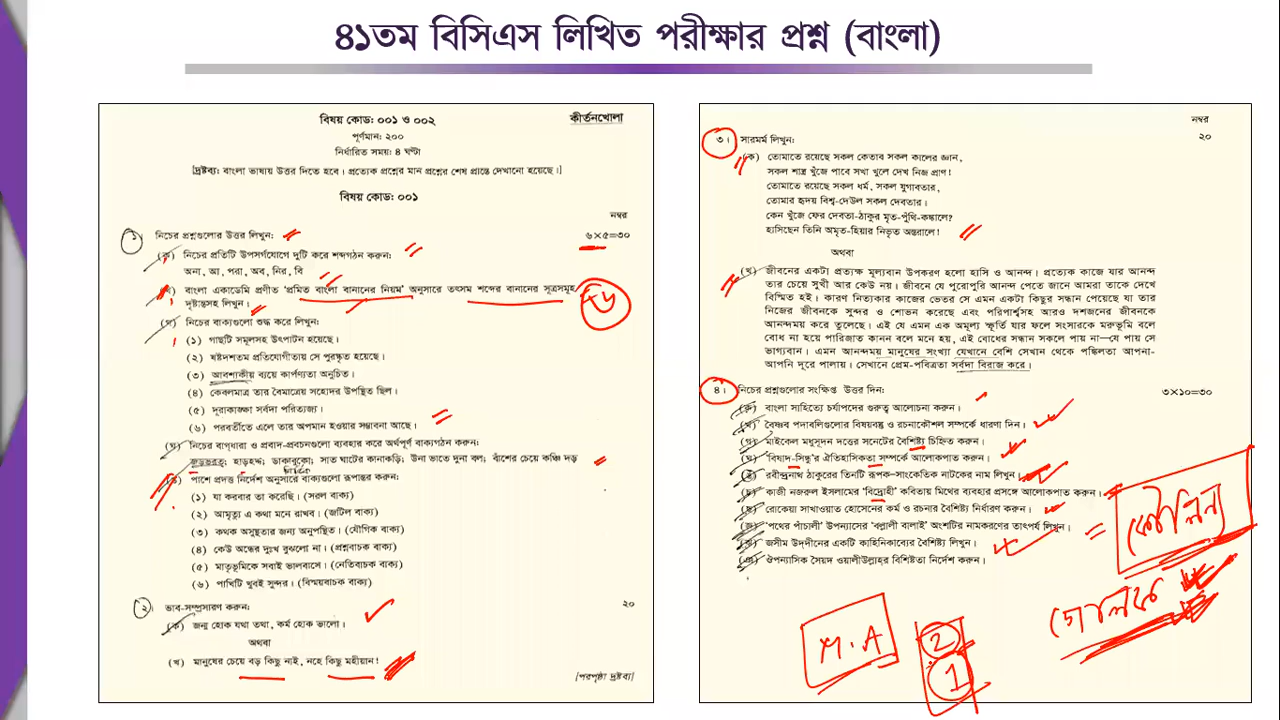 ৪১তম বিসিএস লিখিত পরীক্ষার প্রশ্ন (বাংলা)
বিষয় কোড: ০০১ ও ০০২
কীর্তনখোলা
পূর্ণমান: ২০০
নির্ধারিত সময়: ৪ ঘণ্টা
[দ্রষ্টব্য: বাংলা ভাষায় উত্তর দিতে হবে। প্রত্যেক প্রশ্নের মান প্রশ্নের শেষ প্রান্তে দেখানো হয়েছে।]
বিষয় কোড: ০০১
নম্বর
১। নিচের প্রশ্নগুলোর উত্তর লিখুন: ৬×৫=৩০
(ক) নিচের প্রতিটি উপসর্গযোগে দুটি করে শব্দগঠন করুন:
অনা, আ, পরা, অব, নির, বি
(খ) বাংলা একাডেমি প্রণীত 'প্রমিত বাংলা বানানের নিয়ম' অনুসারে তৎসম শব্দের বানানের সূত্রসমূহ
দৃষ্টান্তসহ লিখুন।
(গ) নিচের বাক্যগুলো শুদ্ধ করে লিখুন:
(১) গাছটি সমূলসহ উৎপাটন হয়েছে।
(২) ষষ্টদশতম প্রতিযোগীতায় সে পুরষ্কৃত হয়েছে।
(৩) আবশ্যকীয় ব্যয়ে কার্পণ্যতা অনুচিত।
(৪) কেবলমাত্র তার বৈমাত্রেয় সহোদর উপস্থিত ছিল।
(৫) দূরাকাঙ্ক্ষা সর্বদা পরিত্যজ্য।
(৬) পরবর্তীতে এলে তার অপমান হওয়ার সম্ভাবনা আছে।
(ঘ) নিচের বাগ্‌ধারা ও প্রবাদ-প্রবচনগুলো ব্যবহার করে অর্থপূর্ণ বাক্যগঠন করুন:
জড়ভরত; হাড়হদ্দ; ডাকাবুকো; সাত ঘাটের কানাকড়ি; উনা ভাতে দুনা বল; বাঁশের চেয়ে কঞ্চি দড়
(ঙ) পাশে প্রদত্ত নির্দেশ অনুসারে বাক্যগুলো রূপান্তর করুন:
(১) যা করবার তা করেছি। (সরল বাক্য)
(২) আমৃত্যু এ কথা মনে রাখব। (জটিল বাক্য)
(৩) কথক অসুস্থতার জন্য অনুপস্থিত। (যৌগিক বাক্য)
(৪) কেউ অন্ধের দুঃখ বুঝলো না। (প্রশ্নবাচক বাক্য)
(৫) মাতৃভূমিকে সবাই ভালবাসে। (নেতিবাচক বাক্য)
(৬) পাখিটি খুবই সুন্দর। (বিস্ময়বাচক বাক্য)
২। ভাব-সম্প্রসারণ করুন: ২০
(ক) জন্ম হোক যথা তথা, কর্ম হোক ভালো।
অথবা
(খ) মানুষের চেয়ে বড় কিছু নাই, নহে কিছু মহীয়ান!
[পরপৃষ্ঠা দ্রষ্টব্য]
নম্বর
৩। সারমর্ম লিখুন: ২০
(ক) তোমাতে রয়েছে সকল কেতাব সকল কালের জ্ঞান,
সকল শাস্ত্র খুঁজে পাবে সখা খুলে দেখ নিজ প্রাণ!
তোমাতে রয়েছে সকল ধর্ম, সকল যুগাবতার,
তোমার হৃদয় বিশ্ব-দেউল সকল দেবতার।
কেন খুঁজে ফের দেবতা-ঠাকুর মৃত-পুঁথি-কঙ্কালে?
হাসিছেন তিনি অমৃত-হিয়ার নিভৃত অন্তরালে!
অথবা
(খ) জীবনের একটা প্রত্যক্ষ মূল্যবান উপকরণ হলো হাসি ও আনন্দ। প্রত্যেক কাজে যার আনন্দ
তার চেয়ে সুখী আর কেউ নয়। জীবনে যে পুরোপুরি আনন্দ পেতে জানে আমরা তাকে দেখে
বিস্মিত হই। কারণ নিত্যকার কাজের ভেতর সে এমন একটা কিছুর সন্ধান পেয়েছে যা তার
নিজের জীবনকে সুন্দর ও শোভন করেছে এবং পরিপার্শ্বসহ আরও দশজনের জীবনকে
আনন্দময় করে তুলেছে। এই যে এমন এক অমূল্য স্ফূর্তি যার ফলে সংসারকে মরুভূমি বলে
বোধ না হয়ে পারিজাত কানন বলে মনে হয়, এই বোধের সন্ধান সকলে পায় না—যে পায় সে
ভাগ্যবান। এমন আনন্দময় মানুষের সংখ্যা যেখানে বেশি সেখান থেকে পঙ্কিলতা আপনা-
আপনি দূরে পালায়। সেখানে প্রেম-পবিত্রতা সর্বদা বিরাজ করে।
৪। নিচের প্রশ্নগুলোর সংক্ষিপ্ত উত্তর দিন: ৩×১০=৩০
(ক) বাংলা সাহিত্যে চর্যাপদের গুরুত্ব আলোচনা করুন।
(খ) বৈষ্ণব পদাবলিগুলোর বিষয়বস্তু ও রচনাকৌশল সম্পর্কে ধারণা দিন।
(গ) মাইকেল মধুসূদন দত্তের সনেটের বৈশিষ্ট্য চিহ্নিত করুন।
(ঘ) 'বিষাদ-সিন্ধু'র ঐতিহাসিকতা সম্পর্কে আলোকপাত করুন।
(ঙ) রবীন্দ্রনাথ ঠাকুরের তিনটি রূপক-সাংকেতিক নাটকের নাম লিখুন।
(চ) কাজী নজরুল ইসলামের 'বিদ্রোহী' কবিতায় মিথের ব্যবহার প্রসঙ্গে আলোকপাত করুন।
(ছ) রোকেয়া সাখাওয়াত হোসেনের কর্ম ও রচনার বৈশিষ্ট্য নির্ধারণ করুন।
(জ) 'পথের পাঁচালী' উপন্যাসের 'বল্লালী বালাই' অংশটির নামকরণের তাৎপর্য লিখুন।
(ঝ) জসীম উদ্‌দীনের একটি কাহিনিকাব্যের বৈশিষ্ট্য লিখুন।
(ঞ) ঔপন্যাসিক সৈয়দ ওয়ালীউল্লাহর বিশিষ্টতা নির্দেশ করুন।
কৌলিন্য
M.A
2
1